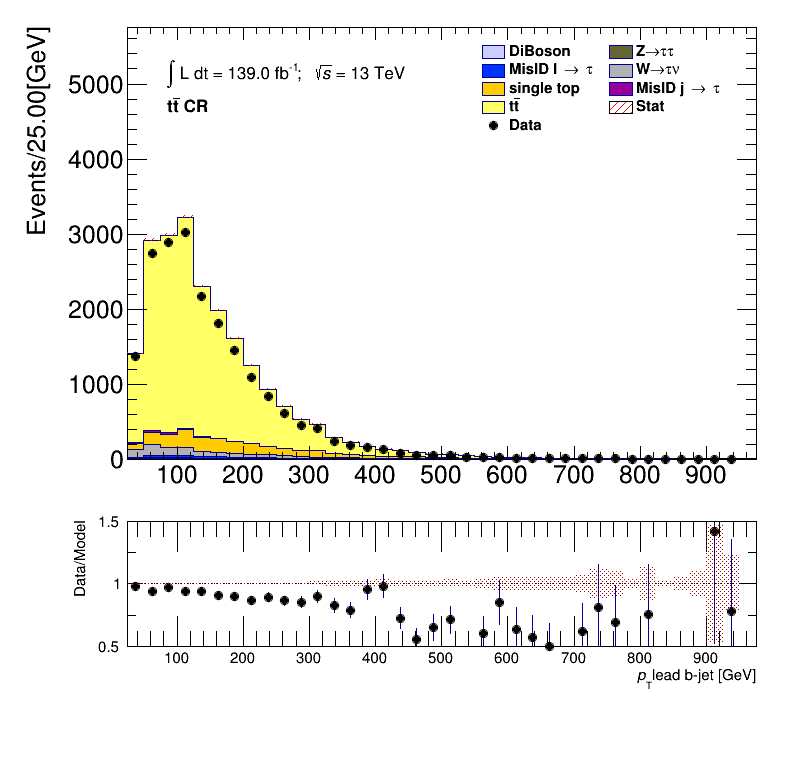 Events/25.00[GeV]
∫ L dt = 139.0 fb⁻¹; √s = 13 TeV
tt̄ CR
DiBoson
MisID l → τ
single top
tt̄
Data
Z→ττ
W→τν
MisID j → τ
Stat
5000
4000
3000
2000
1000
0
100 200 300 400 500 600 700 800 900
Data/Model
1.5
1
0.5
100 200 300 400 500 600 700 800 900
p_T lead b-jet [GeV]